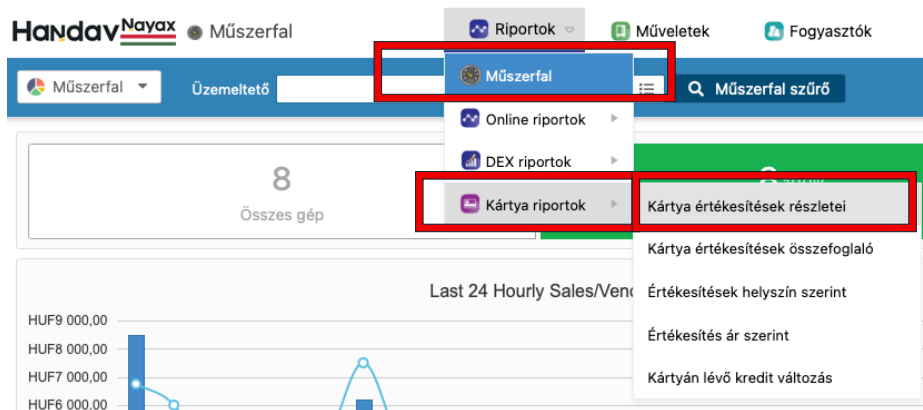 Handav Nayax Műszerfal Riportok Műveletek Fogyasztók
Műszerfal Üzemeltető Műszerfal Műszerfal szűrő
Online riportok
DEX riportok
8
Összes gép
Kártya riportok Kártya értékesítések részletei
Kártya értékesítések összefoglaló
Last 24 Hourly Sales/Vend Értékesítések helyszín szerint
HUF9 000,00
Értékesítés ár szerint
HUF8 000,00
HUF7 000,00 Kártyán lévő kredit változás
HUF6 000,00